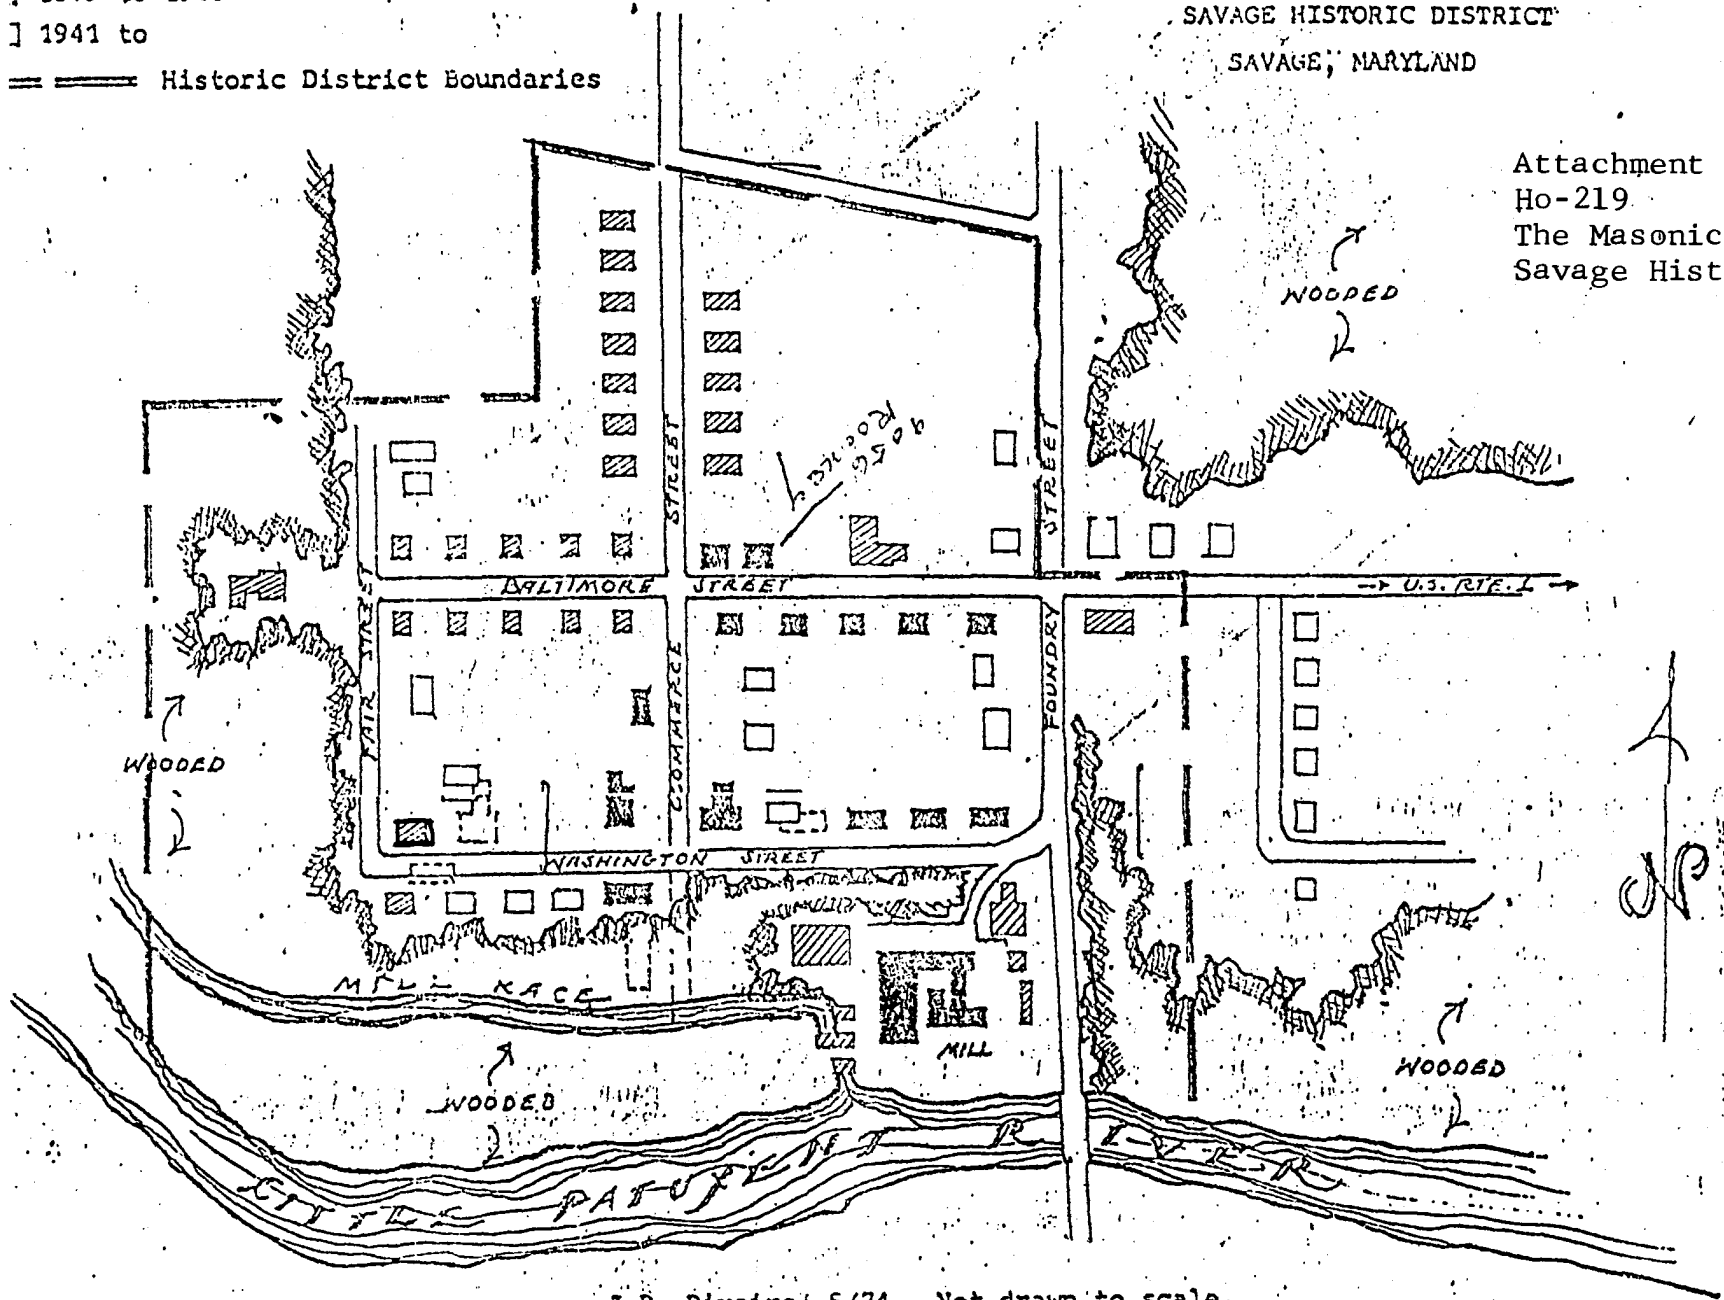 ] 1941 to
Historic District Boundaries
SAVAGE HISTORIC DISTRICT
SAVAGE, MARYLAND
Attachment
Ho-219
The Masonic
Savage Hist
WOODED
STREET
STREET
BALTIMORE STREET
U.S. RTE. 1
FAIR STREET
COMMERCE
FOUNDRY
WOODED
WASHINGTON STREET
MILL RACE
MILL
WOODED
WOODED
LITTLE PATUXENT RIVER
5/74 Not drawn to scale.